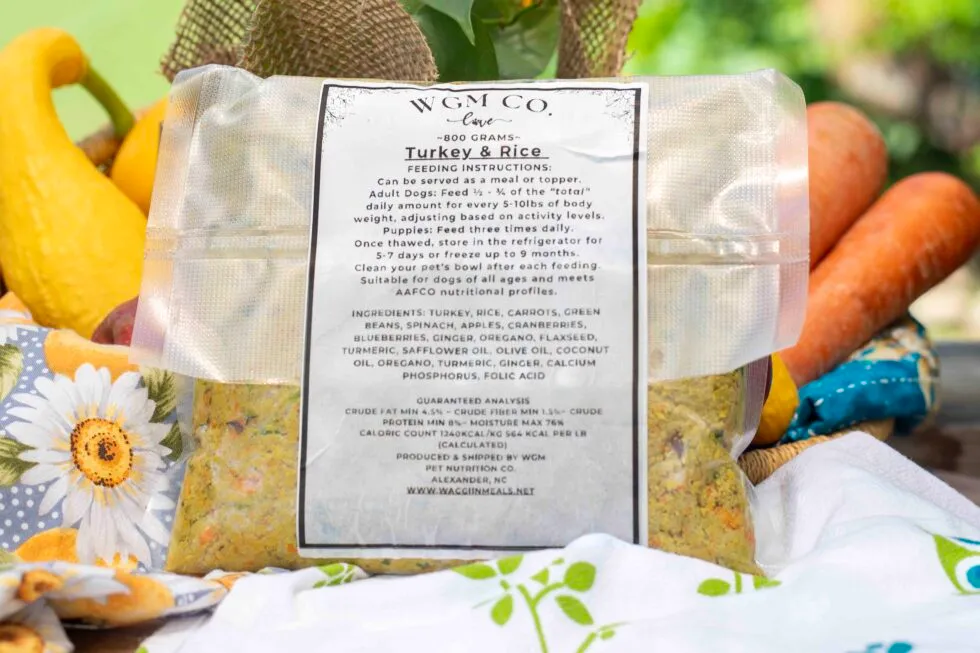 WGM CO.
love
~800 GRAMS~
Turkey & Rice
FEEDING INSTRUCTIONS:
Can be served as a meal or topper.
Adult Dogs: Feed ½ - ¾ of the "total"
daily amount for every 5-10lbs of body
weight, adjusting based on activity levels.
Puppies: Feed three times daily.
Once thawed, store in the refrigerator for
5-7 days or freeze up to 9 months.
Clean your pet's bowl after each feeding.
Suitable for dogs of all ages and meets
AAFCO nutritional profiles.
INGREDIENTS: TURKEY, RICE, CARROTS, GREEN
BEANS, SPINACH, APPLES, CRANBERRIES,
BLUEBERRIES, GINGER, OREGANO, FLAXSEED,
TURMERIC, SAFFLOWER OIL, OLIVE OIL, COCONUT
OIL, OREGANO, TURMERIC, GINGER, CALCIUM
PHOSPHORUS, FOLIC ACID
GUARANTEED ANALYSIS
CRUDE FAT MIN 4.5% ~ CRUDE FIBER MIN 1.5%~ CRUDE
PROTEIN MIN 8%~ MOISTURE MAX 76%
CALORIC COUNT 1240KCAL/KG 564 KCAL PER LB
(CALCULATED)
PRODUCED & SHIPPED BY WGM
PET NUTRITION CO.
ALEXANDER, NC
WWW.WAGGIINMEALS.NET